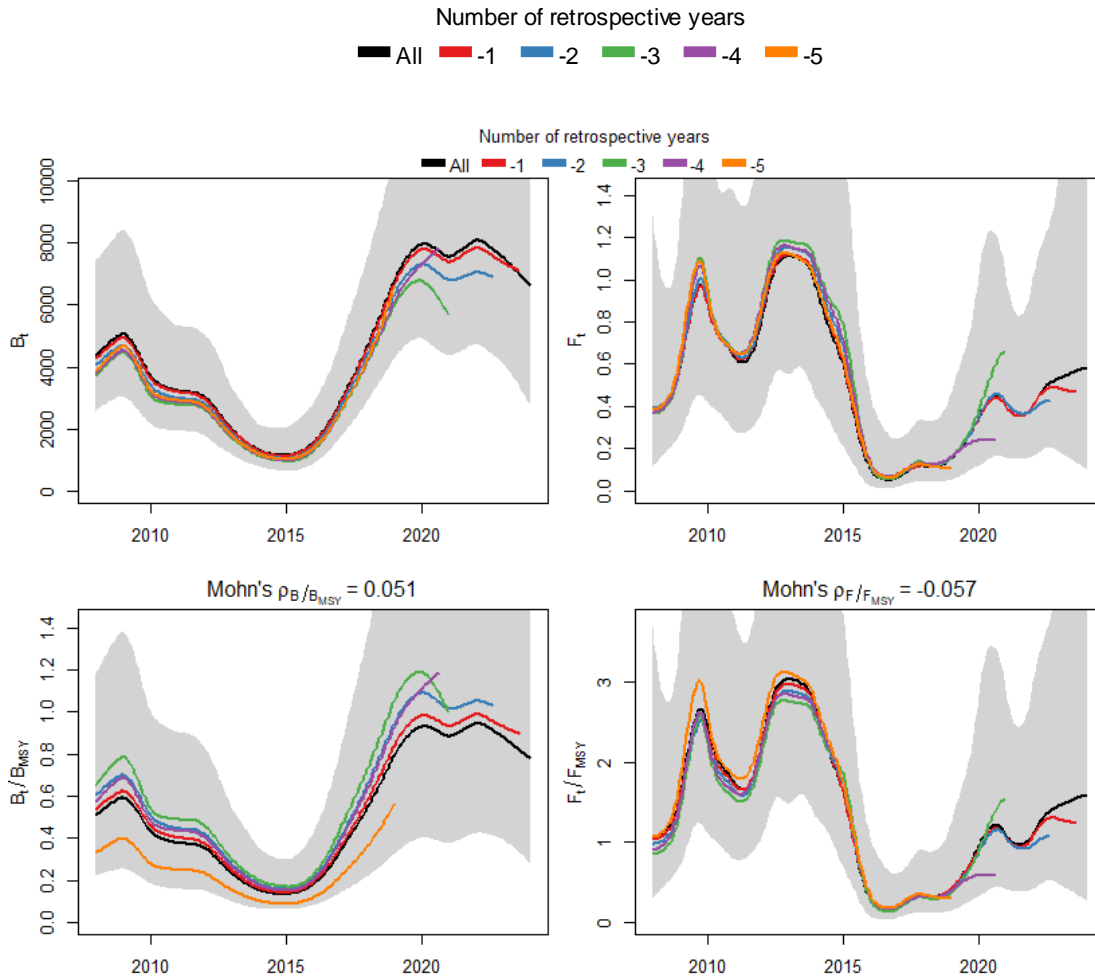 Number of retrospective years
All -1 -2 -3 -4 -5
Number of retrospective years
All -1 -2 -3 -4 -5
Bt
0 2000 4000 6000 8000 10000
2010 2015 2020
Ft
0.0 0.2 0.4 0.6 0.8 1.0 1.2 1.4
2010 2015 2020
Mohn's ρB/BMSY = 0.051
Bt/BMSY
0.0 0.2 0.4 0.6 0.8 1.0 1.2 1.4
2010 2015 2020
Mohn's ρF/FMSY = -0.057
Ft/FMSY
0 1 2 3
2010 2015 2020